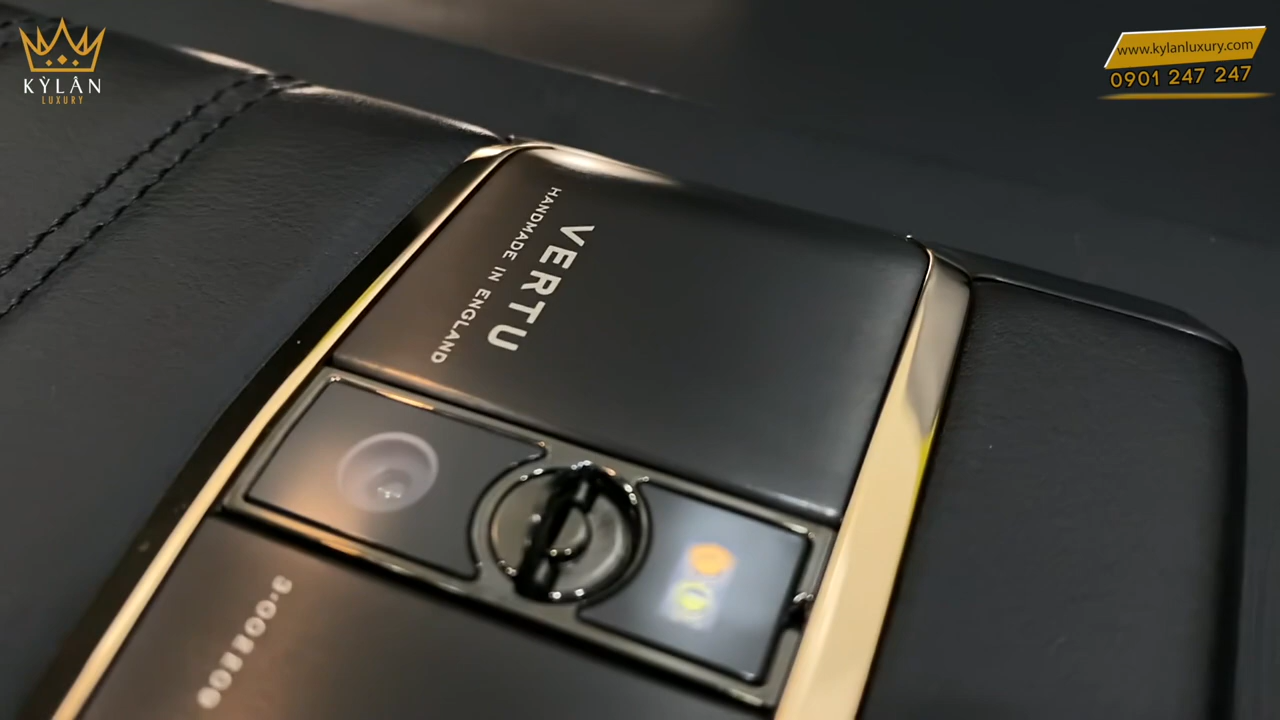 KỲLÂN
LUXURY
www.kylanluxury.com
0901 247 247
VERTU
HANDMADE IN ENGLAND